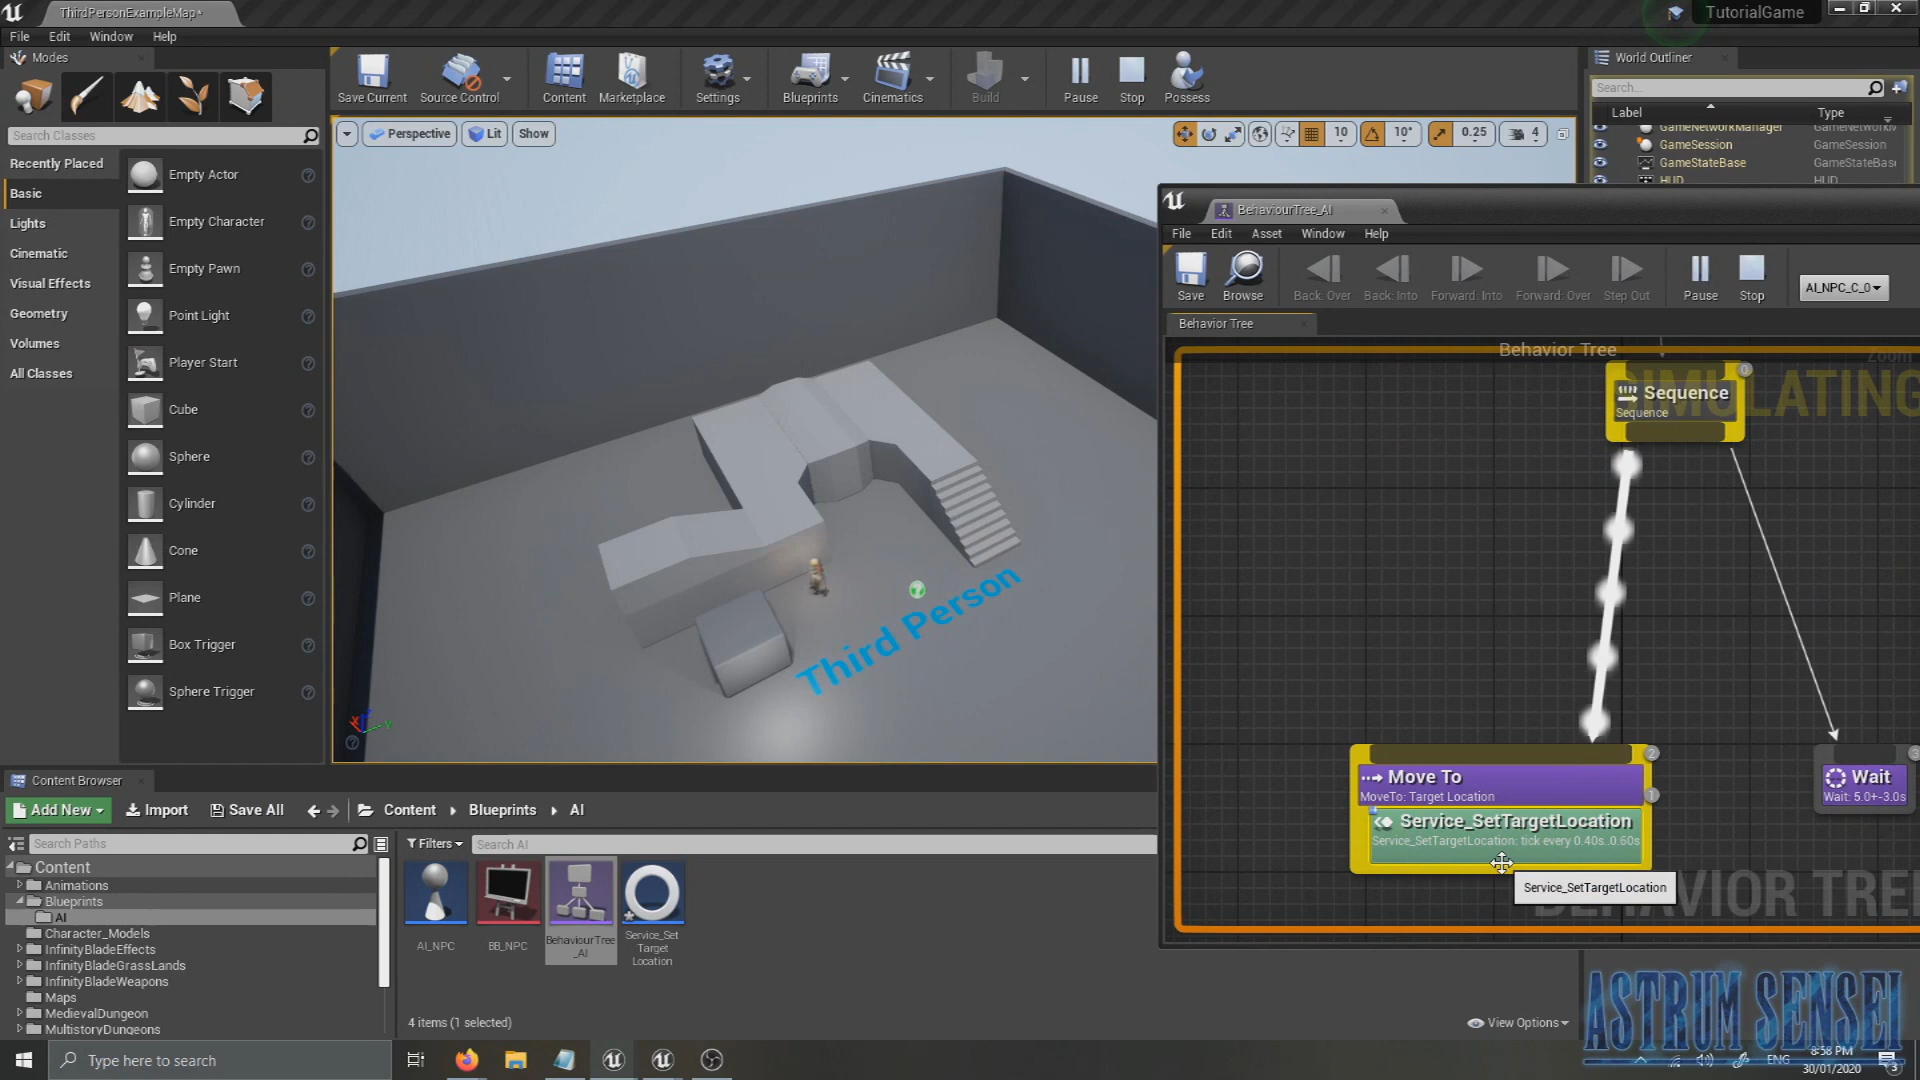 ThirdPersonExampleMap*
TutorialGame
File Edit Window Help
Modes
World Outliner
Save Current Source Control Content Marketplace Settings Blueprints Cinematics Build Pause Stop Possess
Search...
Label Type
GameNetworkManager
GameSession GameSession
GameStateBase GameStateBase
HUD HUD
Search Classes
Perspective Lit Show 10 10° 0.25 4
Recently Placed
Basic
Lights
Cinematic
Visual Effects
Geometry
Volumes
All Classes
Empty Actor
Empty Character
Empty Pawn
Point Light
Player Start
Cube
Sphere
Cylinder
Cone
Plane
Box Trigger
Sphere Trigger
Third Person
BehaviourTree_AI
File Edit Asset Window Help
Save Browse Back: Over Back: Into Forward: Into Forward: Over Step Out Pause Stop AI_NPC_C_0
Behavior Tree
Behavior Tree
Zoom
SIMULATING
0
Sequence
Sequence
2
Move To
MoveTo: Target Location
1
Service_SetTargetLocation
Service_SetTargetLocation: tick every 0.40s..0.60s
Service_SetTargetLocation
3
Wait
Wait: 5.0+-3.0s
BEHAVIOR TREE
Content Browser
Add New Import Save All Content Blueprints AI
Search Paths
Filters Search AI
Content
Animations
Blueprints
AI
Character_Models
InfinityBladeEffects
InfinityBladeGrassLands
InfinityBladeWeapons
Maps
MedievalDungeon
MultistoryDungeons
AI_NPC
BB_NPC
BehaviourTree
_AI
Service_Set
Target
Location
4 items (1 selected)
View Options
ASTRUM SENSEI
Type here to search
ENG
8:58 PM
30/01/2020
3